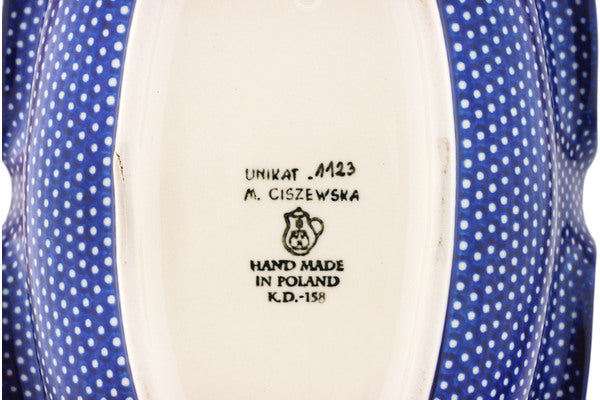 UNIKAT 1123
M. CISZEWSKA
HAND MADE
IN POLAND
K.D.-158